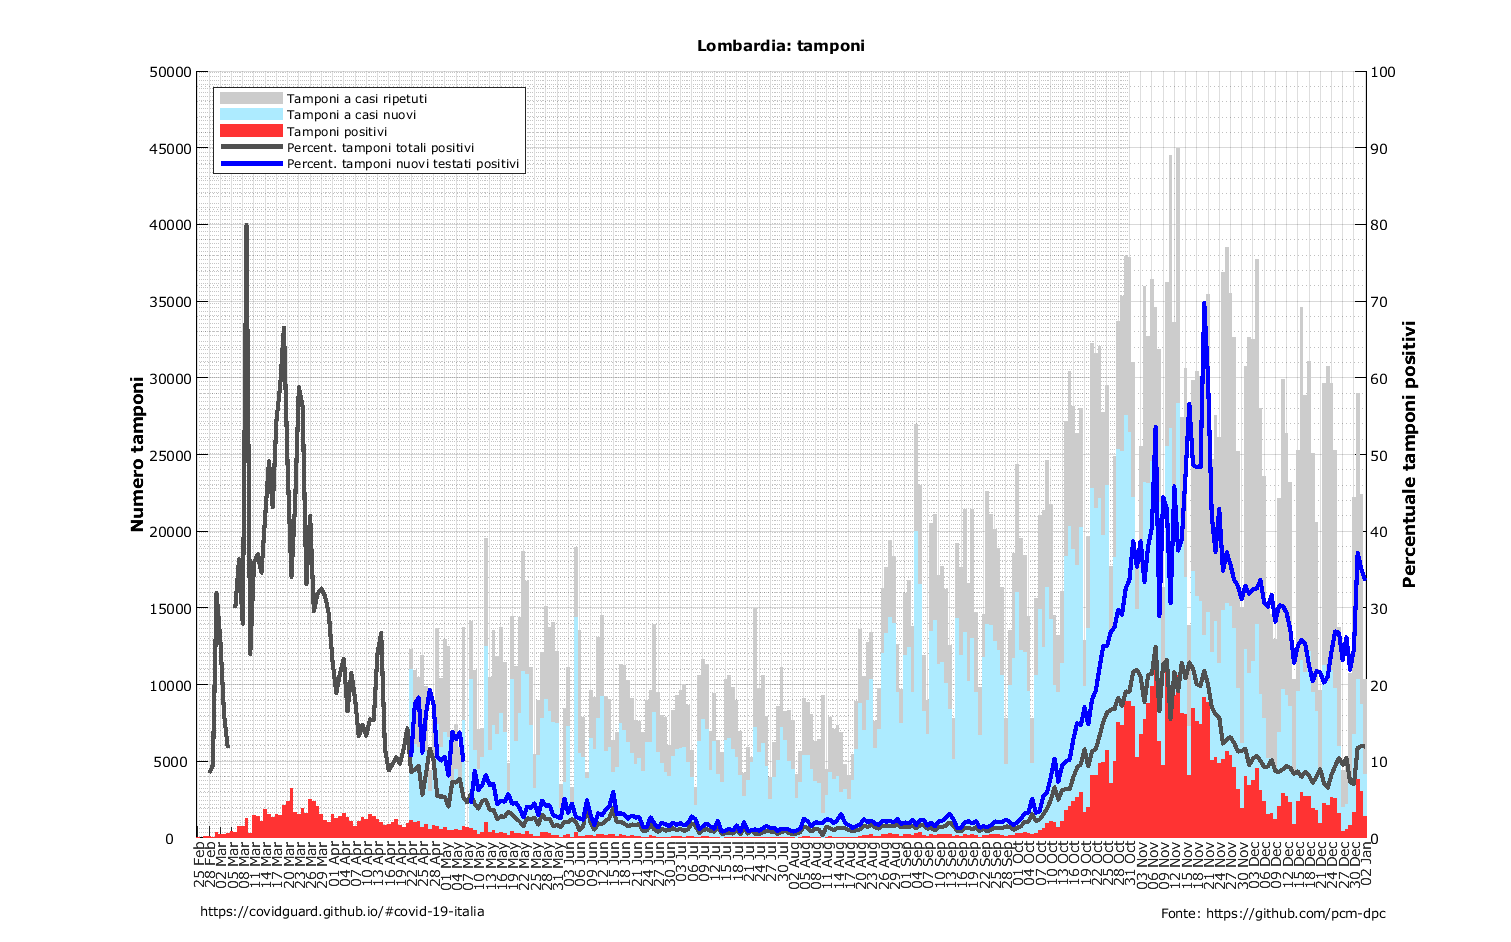 Lombardia: tamponi
Tamponi a casi ripetuti
Tamponi a casi nuovi
Tamponi positivi
Percent. tamponi totali positivi
Percent. tamponi nuovi testati positivi
Numero tamponi
50000
45000
40000
35000
30000
25000
20000
15000
10000
5000
0
Percentuale tamponi positivi
100
90
80
70
60
50
40
30
20
10
0
25 Feb
28 Feb
02 Mar
05 Mar
08 Mar
11 Mar
14 Mar
17 Mar
20 Mar
23 Mar
26 Mar
29 Mar
01 Apr
04 Apr
07 Apr
10 Apr
13 Apr
16 Apr
19 Apr
22 Apr
25 Apr
28 Apr
01 May
04 May
07 May
10 May
13 May
16 May
19 May
22 May
25 May
28 May
31 May
03 Jun
06 Jun
09 Jun
12 Jun
15 Jun
18 Jun
21 Jun
24 Jun
27 Jun
30 Jun
03 Jul
06 Jul
09 Jul
12 Jul
15 Jul
18 Jul
21 Jul
24 Jul
27 Jul
30 Jul
02 Aug
05 Aug
08 Aug
11 Aug
14 Aug
17 Aug
20 Aug
23 Aug
26 Aug
29 Aug
01 Sep
04 Sep
07 Sep
10 Sep
13 Sep
16 Sep
19 Sep
22 Sep
25 Sep
28 Sep
01 Oct
04 Oct
07 Oct
10 Oct
13 Oct
16 Oct
19 Oct
22 Oct
25 Oct
28 Oct
31 Oct
03 Nov
06 Nov
09 Nov
12 Nov
15 Nov
18 Nov
21 Nov
24 Nov
27 Nov
30 Nov
03 Dec
06 Dec
09 Dec
12 Dec
15 Dec
18 Dec
21 Dec
24 Dec
27 Dec
30 Dec
02 Jan
https://covidguard.github.io/#covid-19-italia
Fonte: https://github.com/pcm-dpc